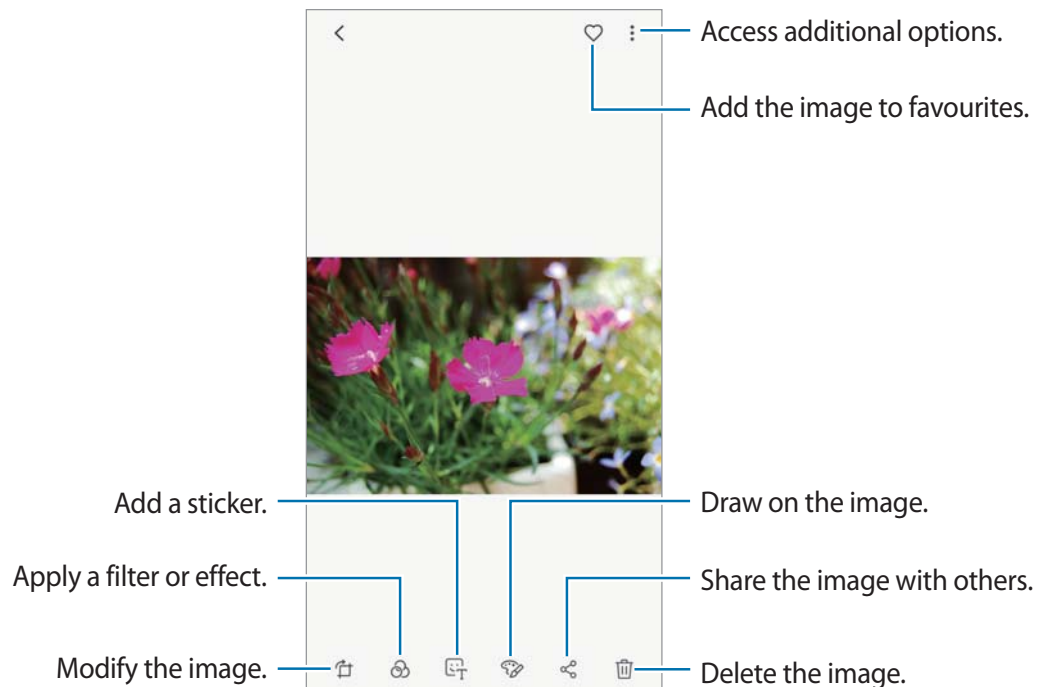 Access additional options.
Add the image to favourites.
Add a sticker.
Draw on the image.
Apply a filter or effect.
Share the image with others.
Modify the image.
Delete the image.